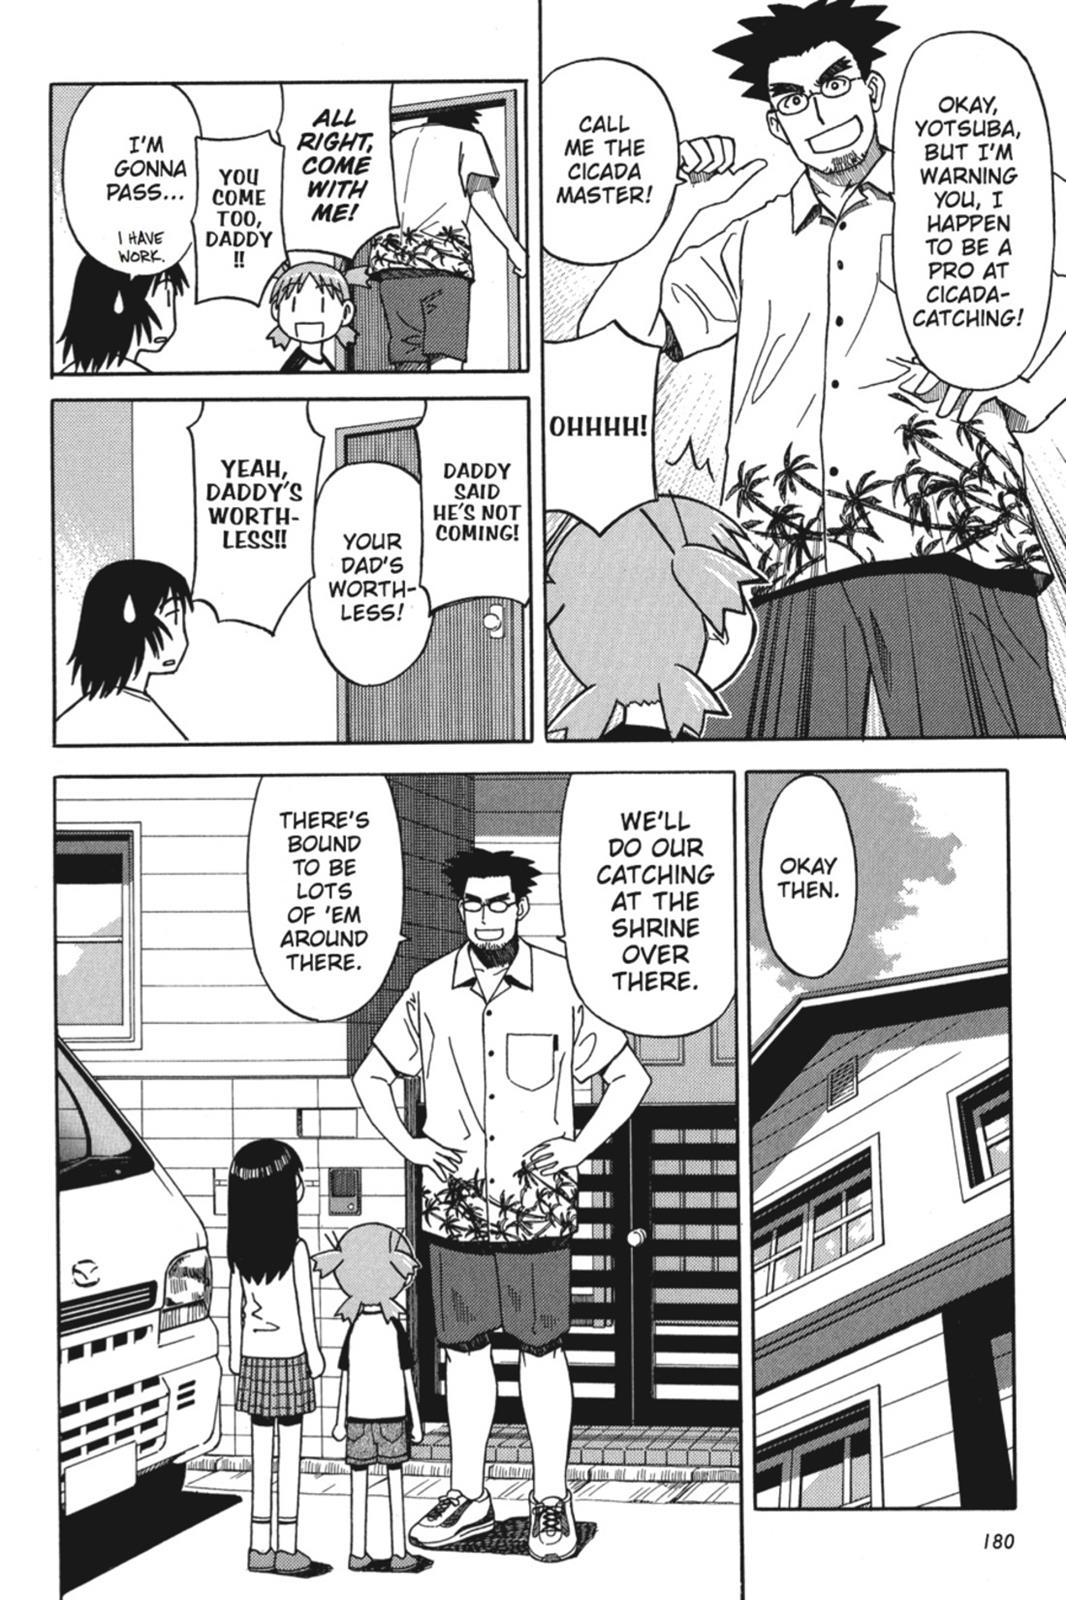 OKAY,
YOTSUBA,
BUT I'M
WARNING
YOU, I
HAPPEN
TO BE A
PRO AT
CICADA-
CATCHING!
CALL
ME THE
CICADA
MASTER!
OHHHH!
ALL
RIGHT,
COME
WITH
ME!
YOU
COME
TOO,
DADDY
!!
I'M
GONNA
PASS...
I HAVE
WORK.
DADDY
SAID
HE'S NOT
COMING!
YOUR
DAD'S
WORTH-
LESS!
YEAH,
DADDY'S
WORTH-
LESS!!
OKAY
THEN.
WE'LL
DO OUR
CATCHING
AT THE
SHRINE
OVER
THERE.
THERE'S
BOUND
TO BE
LOTS
OF 'EM
AROUND
THERE.
180